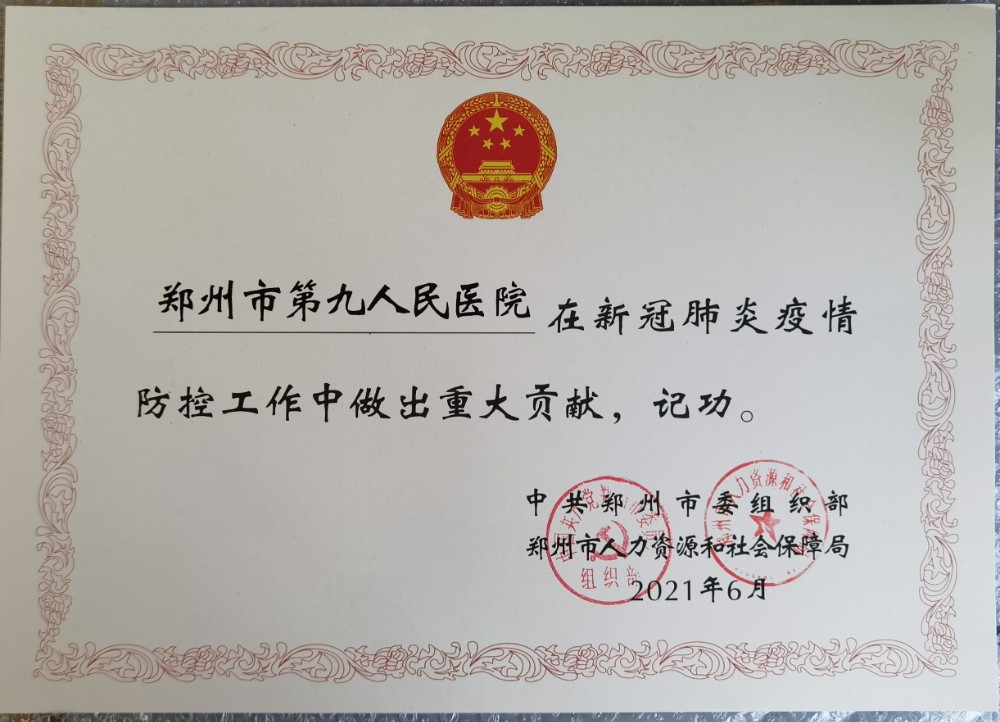 郑州市第九人民医院在新冠肺炎疫情
防控工作中做出重大贡献，记功。
中共郑州市委组织部
郑州市人力资源和社会保障局
2021年6月
组织部